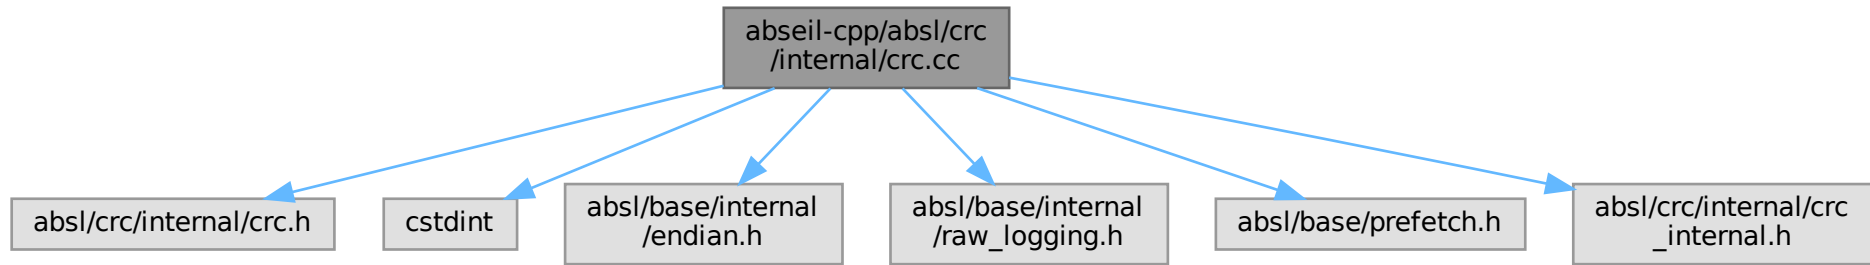 abseil-cpp/absl/crc
/internal/crc.cc
absl/crc/internal/crc.h
cstdint
absl/base/internal
/endian.h
absl/base/internal
/raw_logging.h
absl/base/prefetch.h
absl/crc/internal/crc
_internal.h